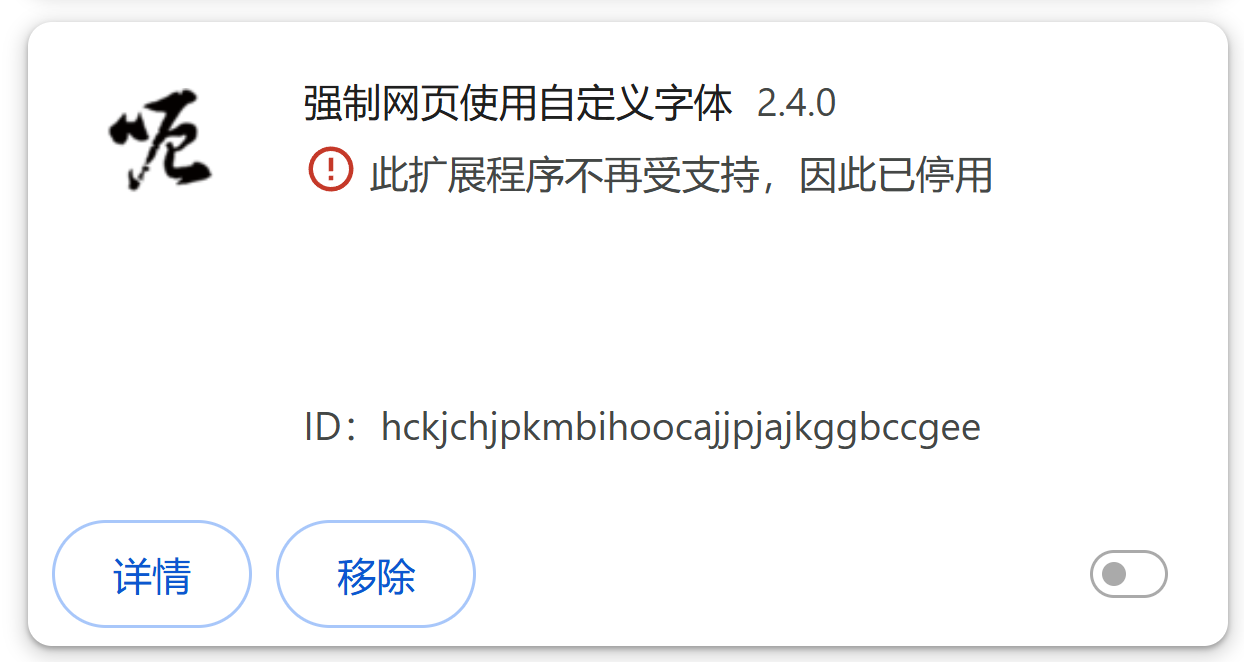 呃
强制网页使用自定义字体 2.4.0
此扩展程序不再受支持，因此已停用
ID：hckjchjpkmbihoocajjpjajkggbccgee
详情 移除